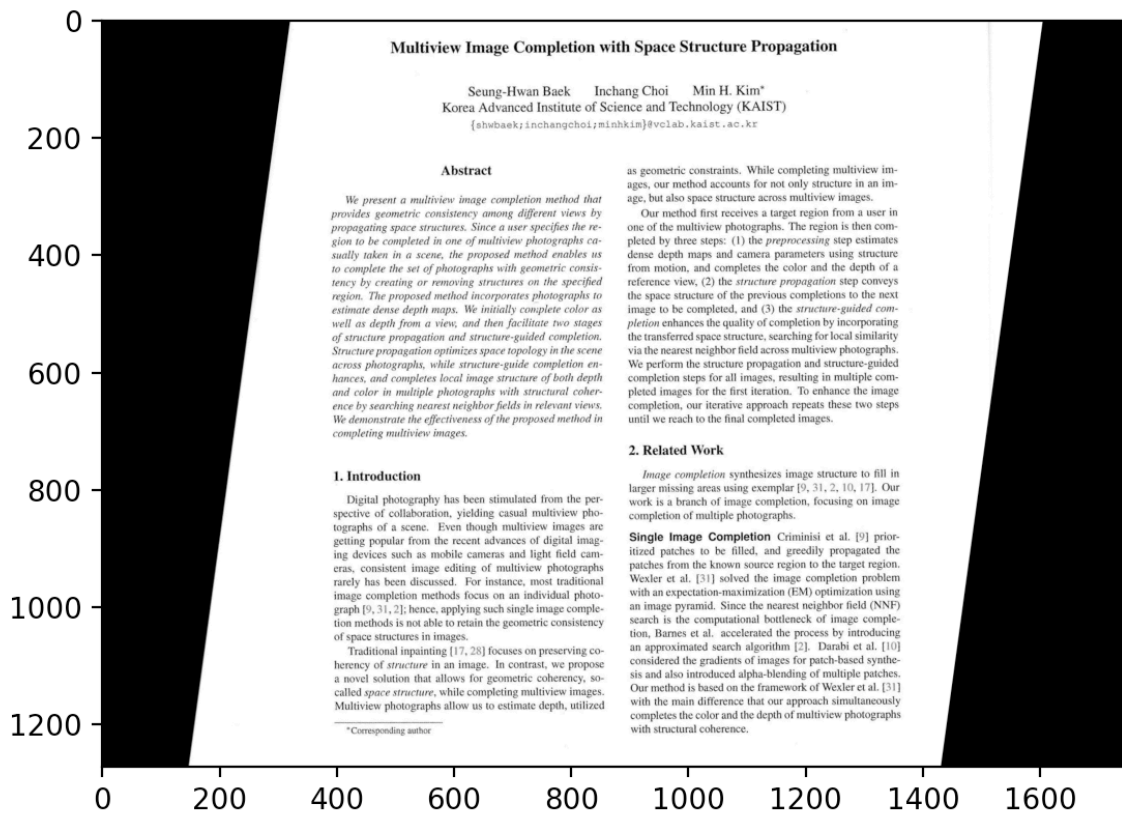 Multiview Image Completion with Space Structure Propagation
Seung-Hwan Baek Inchang Choi Min H. Kim*
Korea Advanced Institute of Science and Technology (KAIST)
{shwbaek;inchangchoi;minhkim}@vclab.kaist.ac.kr
Abstract
We present a multiview image completion method that
provides geometric consistency among different views by
propagating space structures. Since a user specifies the re-
gion to be completed in one of multiview photographs ca-
sually taken in a scene, the proposed method enables us
to complete the set of photographs with geometric consis-
tency by creating or removing structures on the specified
region. The proposed method incorporates photographs to
estimate dense depth maps. We initially complete color as
well as depth from a view, and then facilitate two stages
of structure propagation and structure-guided completion.
Structure propagation optimizes space topology in the scene
across photographs, while structure-guide completion en-
hances, and completes local image structure of both depth
and color in multiple photographs with structural coher-
ence by searching nearest neighbor fields in relevant views.
We demonstrate the effectiveness of the proposed method in
completing multiview images.
1. Introduction
Digital photography has been stimulated from the per-
spective of collaboration, yielding casual multiview pho-
tographs of a scene. Even though multiview images are
getting popular from the recent advances of digital imag-
ing devices such as mobile cameras and light field cam-
eras, consistent image editing of multiview photographs
rarely has been discussed. For instance, most traditional
image completion methods focus on an individual photo-
graph [9, 31, 2]; hence, applying such single image comple-
tion methods is not able to retain the geometric consistency
of space structures in images.
Traditional inpainting [17, 28] focuses on preserving co-
herency of structure in an image. In contrast, we propose
a novel solution that allows for geometric coherency, so-
called space structure, while completing multiview images.
Multiview photographs allow us to estimate depth, utilized
*Corresponding author
as geometric constraints. While completing multiview im-
ages, our method accounts for not only structure in an im-
age, but also space structure across multiview images.
Our method first receives a target region from a user in
one of the multiview photographs. The region is then com-
pleted by three steps: (1) the preprocessing step estimates
dense depth maps and camera parameters using structure
from motion, and completes the color and the depth of a
reference view, (2) the structure propagation step conveys
the space structure of the previous completions to the next
image to be completed, and (3) the structure-guided com-
pletion enhances the quality of completion by incorporating
the transferred space structure, searching for local similarity
via the nearest neighbor field across multiview photographs.
We perform the structure propagation and structure-guided
completion steps for all images, resulting in multiple com-
pleted images for the first iteration. To enhance the image
completion, our iterative approach repeats these two steps
until we reach to the final completed images.
2. Related Work
Image completion synthesizes image structure to fill in
larger missing areas using exemplar [9, 31, 2, 10, 17]. Our
work is a branch of image completion, focusing on image
completion of multiple photographs.
Single Image Completion Criminisi et al. [9] prior-
itized patches to be filled, and greedily propagated the
patches from the known source region to the target region.
Wexler et al. [31] solved the image completion problem
with an expectation-maximization (EM) optimization using
an image pyramid. Since the nearest neighbor field (NNF)
search is the computational bottleneck of image comple-
tion, Barnes et al. accelerated the process by introducing
an approximated search algorithm [2]. Darabi et al. [10]
considered the gradients of images for patch-based synthe-
sis and also introduced alpha-blending of multiple patches.
Our method is based on the framework of Wexler et al. [31]
with the main difference that our approach simultaneously
completes the color and the depth of multiview photographs
with structural coherence.
0
200
400
600
800
1000
1200
0 200 400 600 800 1000 1200 1400 1600